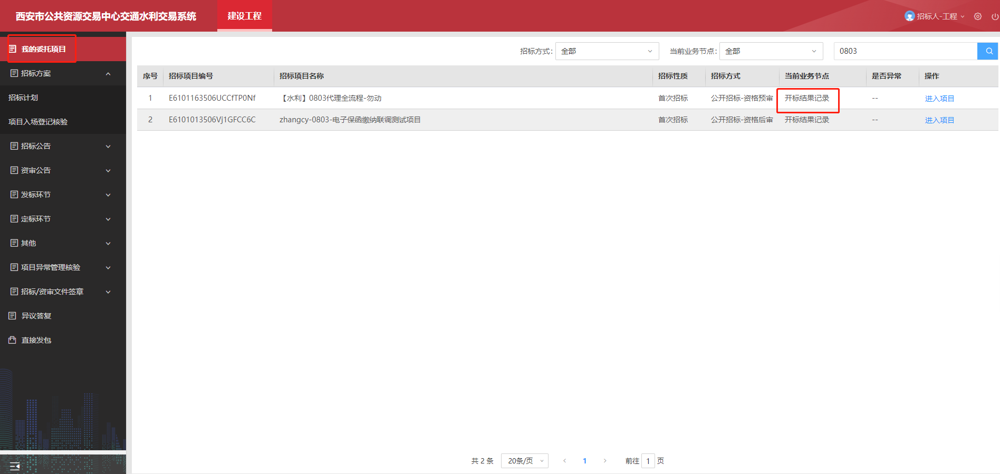 西安市公共资源交易中心交通水利交易系统
建设工程
招标人-工程
我的委托项目
招标方案
招标计划
项目入场登记核验
招标公告
资审公告
发标环节
定标环节
其他
项目异常管理核验
招标/资审文件签章
异议答复
直接发包
招标方式: 全部 当前业务节点: 全部 0803
序号 招标项目编号 招标项目名称 招标性质 招标方式 当前业务节点 是否异常 操作
1 E6101163506UCCfTP0Nf 【水利】0803代理全流程-勿动 首次招标 公开招标-资格预审 开标结果记录 -- 进入项目
2 E6101013506Vj1GFCC6C zhangcy-0803-电子保函缴纳联调测试项目 首次招标 公开招标-资格后审 开标结果记录 -- 进入项目
共 2 条 20条/页 1 前往 1 页